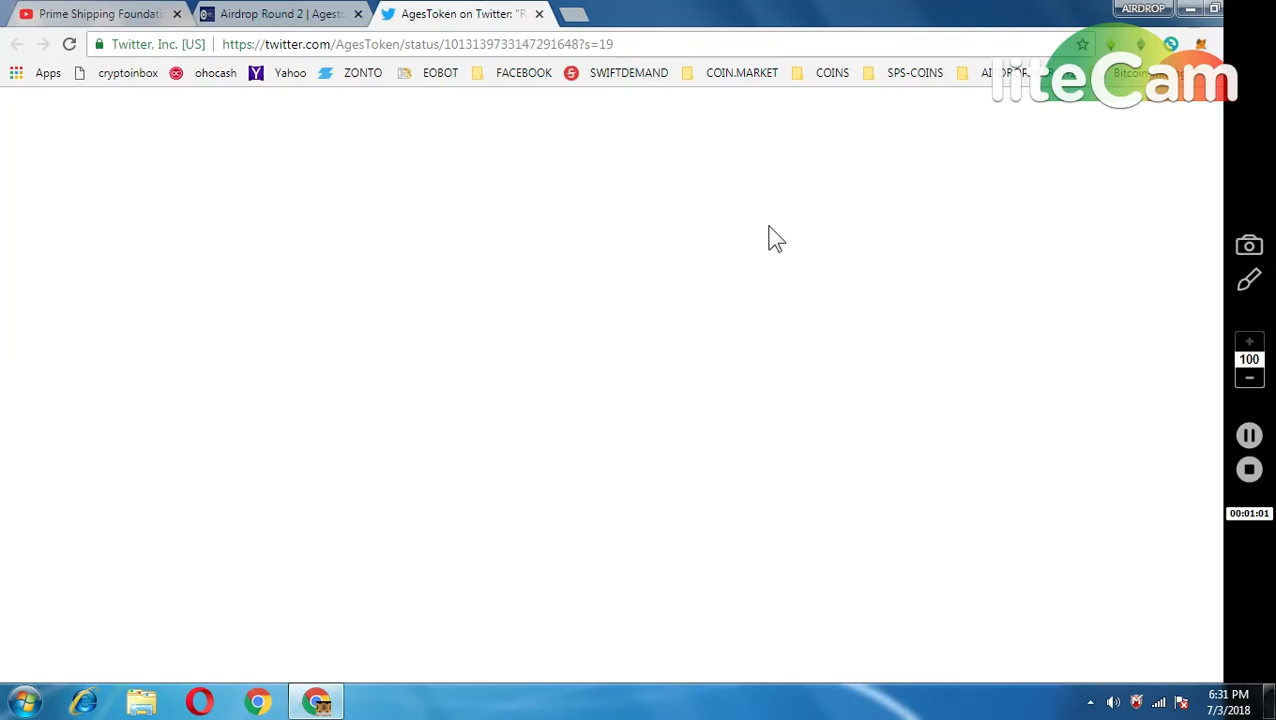 Prime Shipping Foundati
Airdrop Round 2 | Agest
AgesToken on Twitter: "R
AIRDROP
Twitter, Inc. [US]
https://twitter.com/AgesToken/status/1013139733147291648?s=19
Apps
cryptoinbox
ohocash
Yahoo
EOBOT
FACEBOOK
SWIFTDEMAND
COIN.MARKET
COINS
SPS-COINS
liteCam
100
00:01:01
6:31 PM
7/3/2018